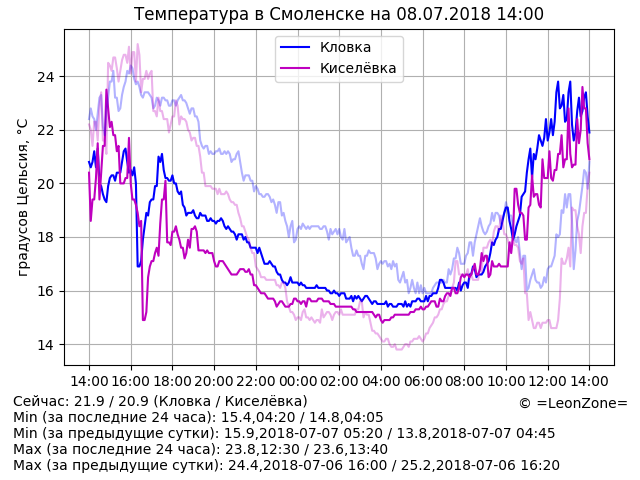 Температура в Смоленске на 08.07.2018 14:00
Кловка
Киселёвка
градусов Цельсия, °C
24
22
20
18
16
14
14:00 16:00 18:00 20:00 22:00 00:00 02:00 04:00 06:00 08:00 10:00 12:00 14:00
Сейчас: 21.9 / 20.9 (Кловка / Киселёвка)
© =LeonZone=
Min (за последние 24 часа): 15.4,04:20 / 14.8,04:05
Min (за предыдущие сутки): 15.9,2018-07-07 05:20 / 13.8,2018-07-07 04:45
Max (за последние 24 часа): 23.8,12:30 / 23.6,13:40
Max (за предыдущие сутки): 24.4,2018-07-06 16:00 / 25.2,2018-07-06 16:20